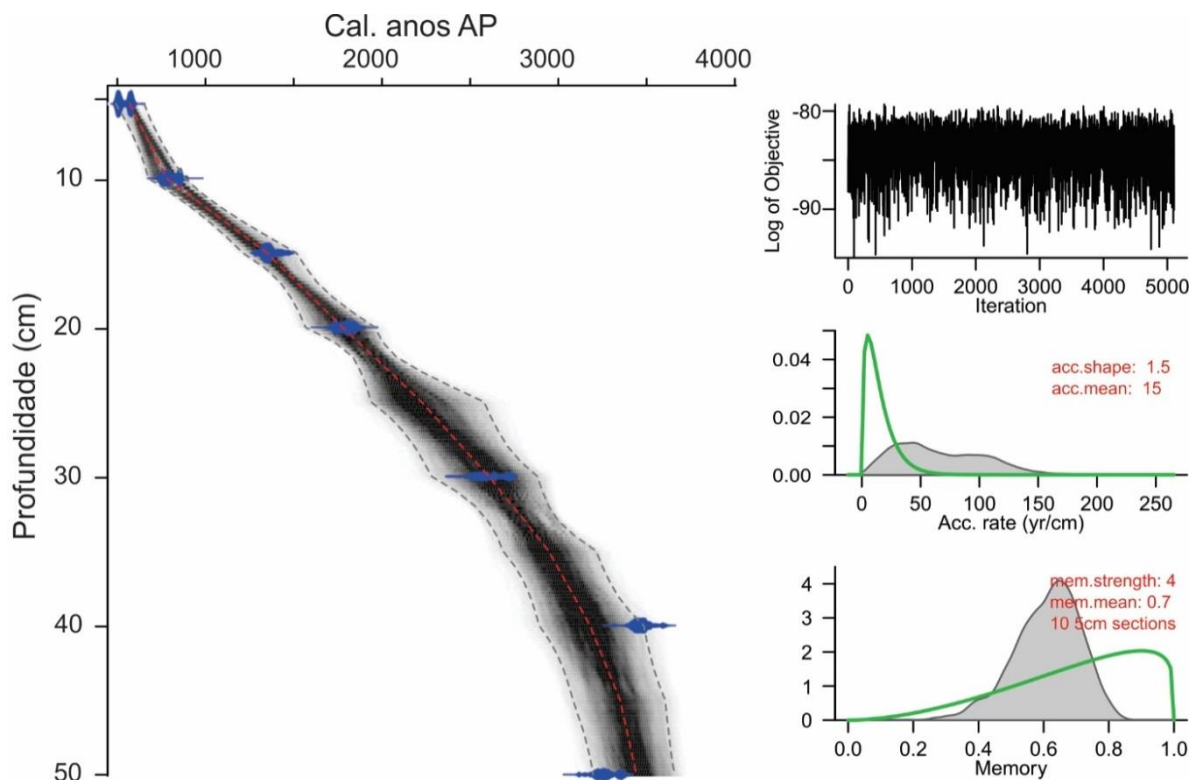 Cal. anos AP
1000 2000 3000 4000
Profundidade (cm)
10
20
30
40
50
Log of Objective
-80
-90
0 1000 2000 3000 4000 5000
Iteration
0.04
0.02
0.00
acc.shape: 1.5
acc.mean: 15
0 50 100 150 200 250
Acc. rate (yr/cm)
4
3
2
1
0
mem.strength: 4
mem.mean: 0.7
10 5cm sections
0.0 0.2 0.4 0.6 0.8 1.0
Memory